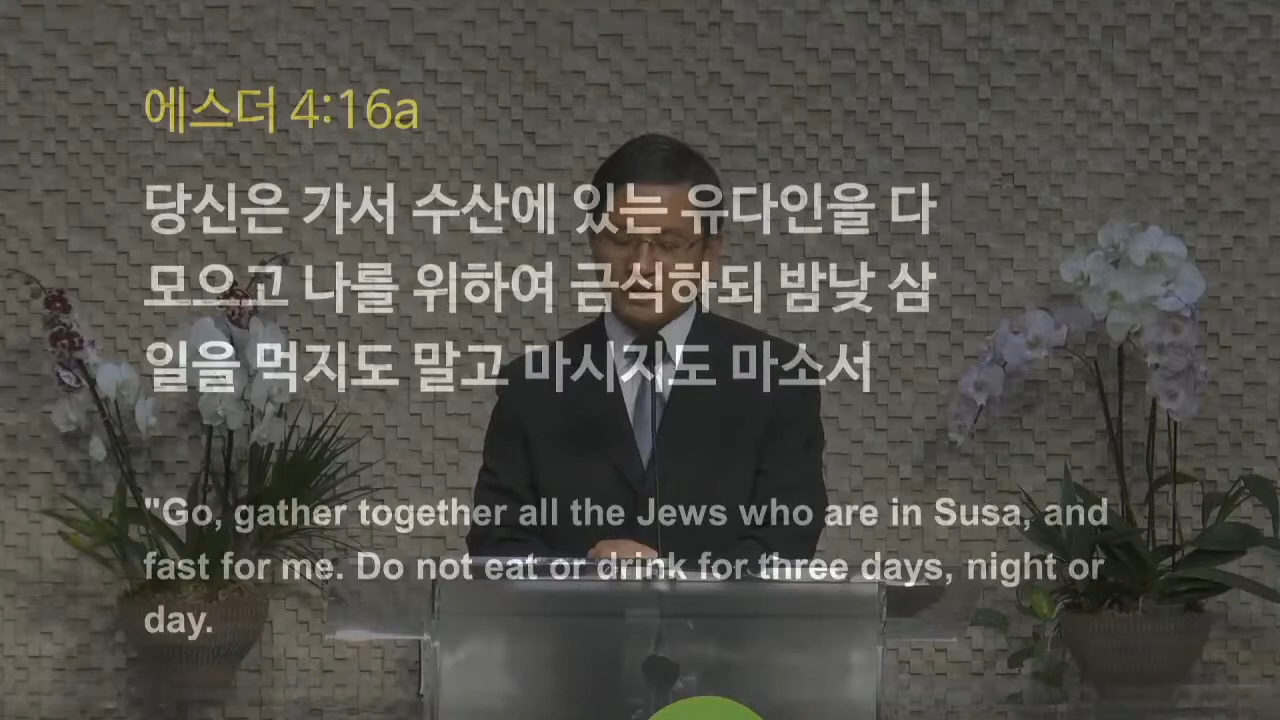 에스더 4:16a
당신은 가서 수산에 있는 유다인을 다
모으고 나를 위하여 금식하되 밤낮 삼
일을 먹지도 말고 마시지도 마소서
"Go, gather together all the Jews who are in Susa, and
fast for me. Do not eat or drink for three days, night or
day.